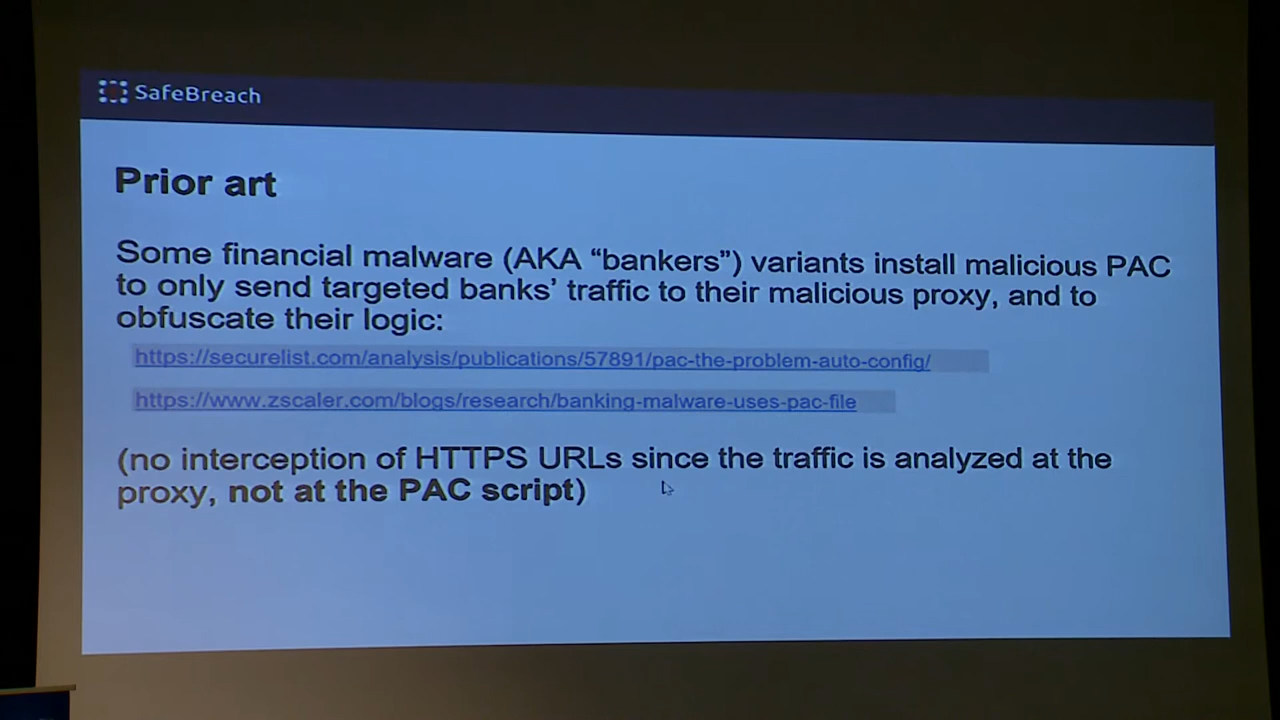 SafeBreach
Prior art
Some financial malware (AKA “bankers”) variants install malicious PAC
to only send targeted banks’ traffic to their malicious proxy, and to
obfuscate their logic:
https://securelist.com/analysis/publications/57891/pac-the-problem-auto-config/
https://www.zscaler.com/blogs/research/banking-malware-uses-pac-file
(no interception of HTTPS URLs since the traffic is analyzed at the
proxy, not at the PAC script)